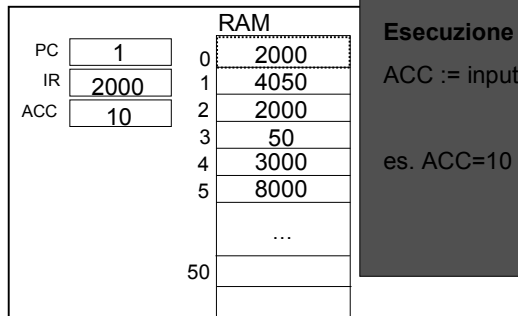 RAM
PC 1
IR 2000
ACC 10
0 2000
1 4050
2 2000
3 50
4 3000
5 8000
...
50
Esecuzione
ACC := input
es. ACC=10